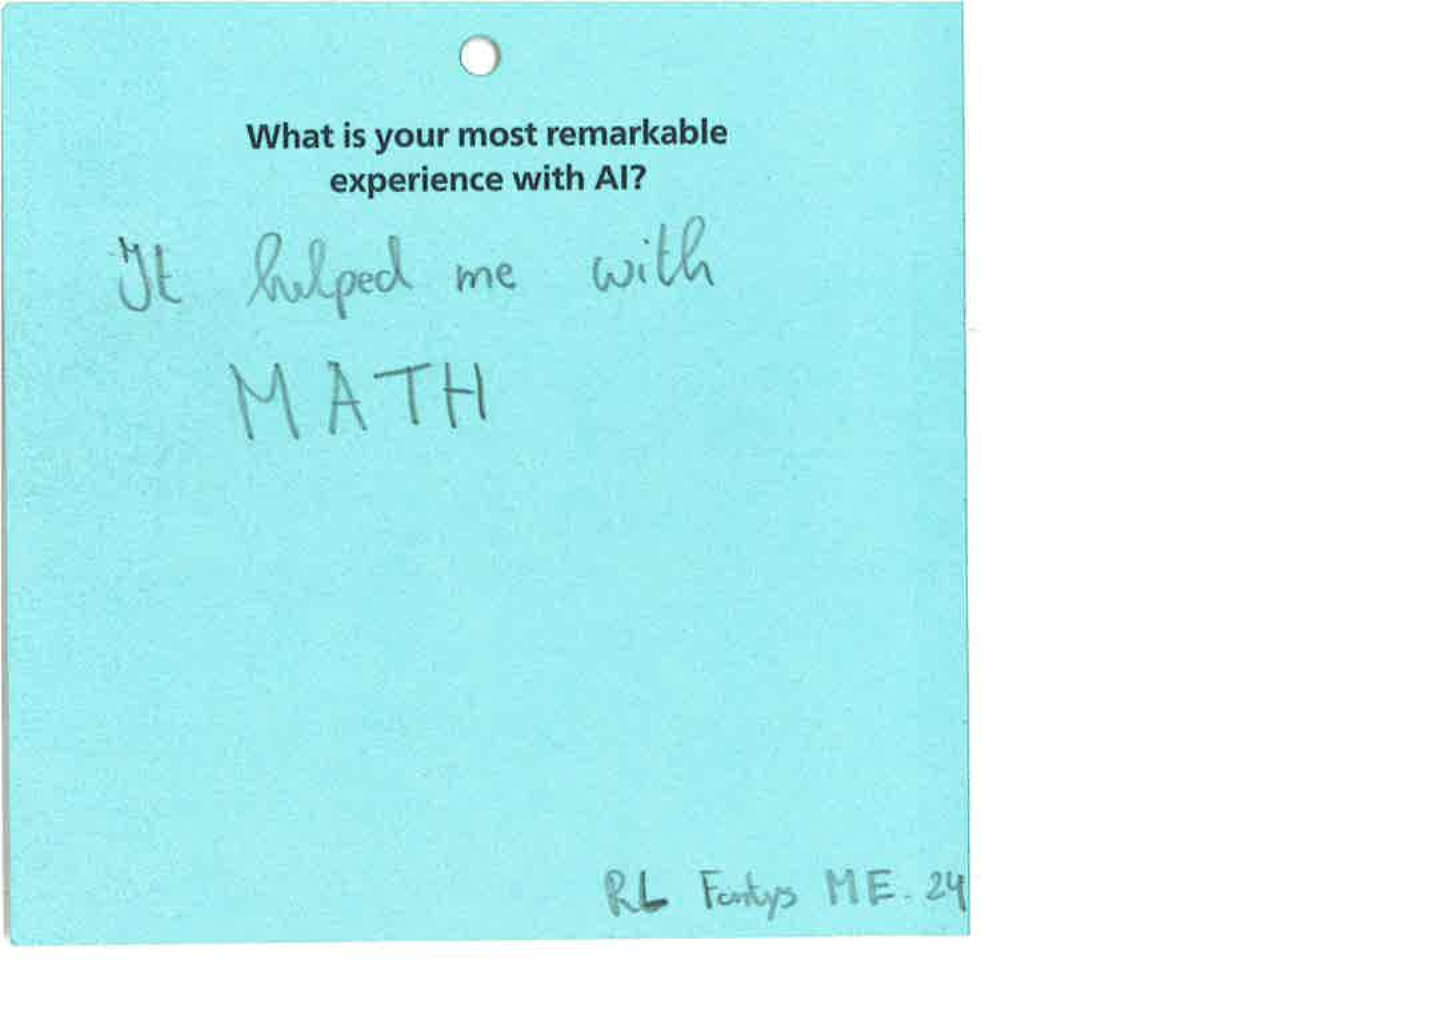 What is your most remarkable
experience with AI?
It helped me with
MATH
RL Fontys ME-24